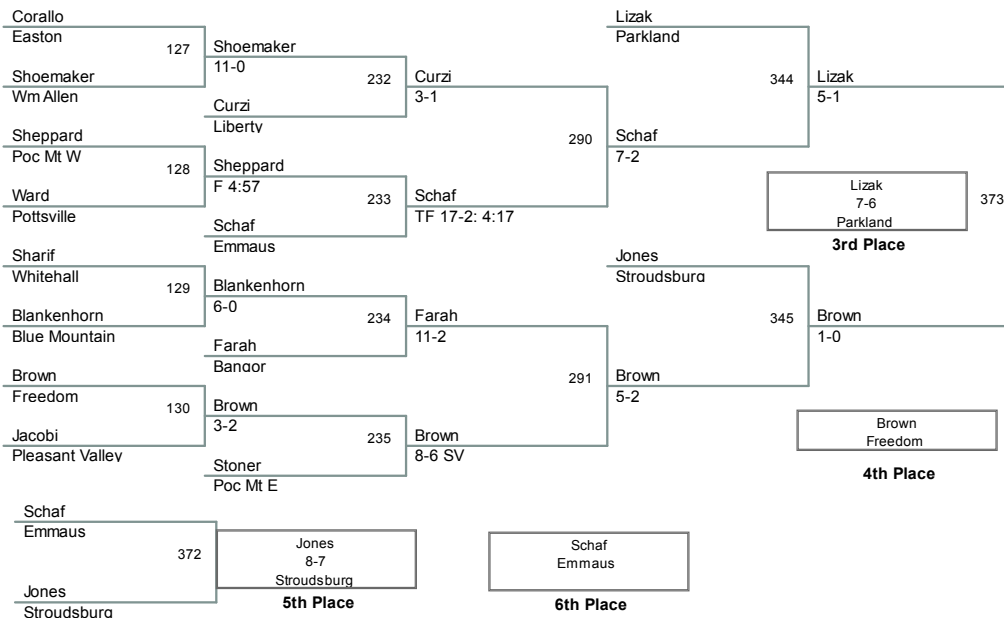 Corallo
Easton
127
Shoemaker
11-0
Shoemaker
Wm Allen
232
Curzi
3-1
Curzi
Liberty
Sheppard
Poc Mt W
128
Sheppard
F 4:57
Ward
Pottsville
233
Schaf
TF 17-2: 4:17
Schaf
Emmaus
290
Schaf
7-2
Lizak
Parkland
344
Lizak
5-1
Lizak
7-6
Parkland
373
3rd Place
Sharif
Whitehall
129
Blankenhorn
6-0
Blankenhorn
Blue Mountain
234
Farah
11-2
Farah
Bangor
Brown
Freedom
130
Brown
3-2
Jacobi
Pleasant Valley
235
Brown
8-6 SV
Stoner
Poc Mt E
291
Brown
5-2
Jones
Stroudsburg
345
Brown
1-0
Brown
Freedom
4th Place
Schaf
Emmaus
372
Jones
Stroudsburg
Jones
8-7
Stroudsburg
5th Place
Schaf
Emmaus
6th Place